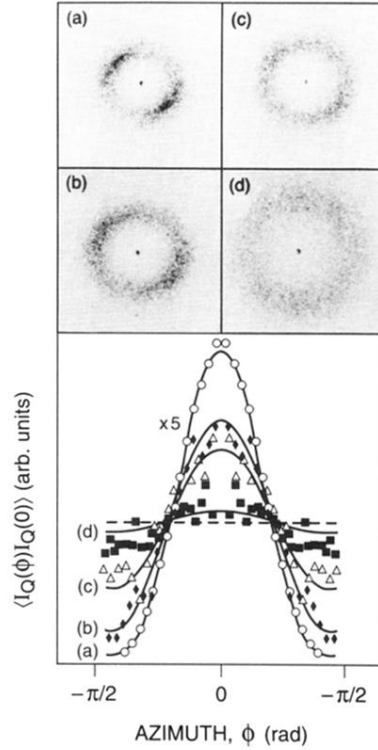 (a)
(c)
(b)
(d)
⟨I_Q(ϕ)I_Q(0)⟩ (arb. units)
x5
(d)
(c)
(b)
(a)
−π/2
0
−π/2
AZIMUTH, ϕ (rad)